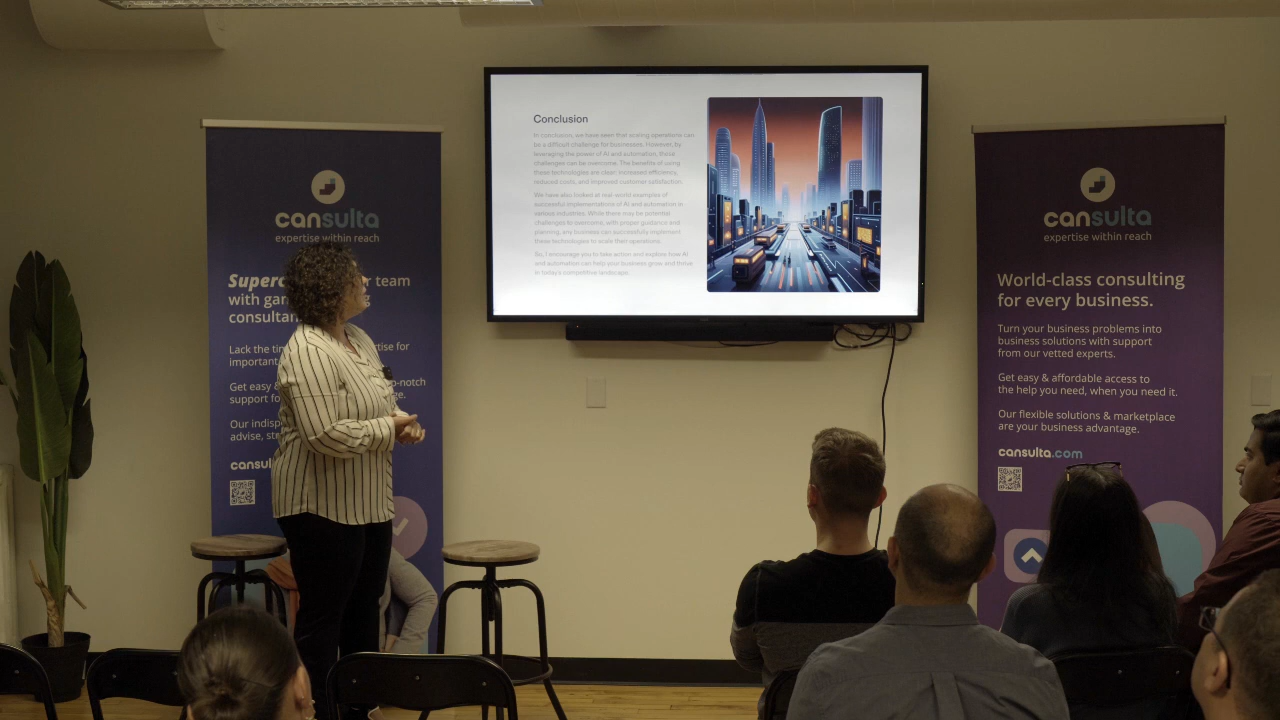 cansulta
expertise within reach
Superc r team
with gam g
consultan
Lack the tim rtise for
important
Get easy & o-notch
support fo ge.
Our indisp
advise, str
cansul
Conclusion
In conclusion, we have seen that scaling operations can
be a difficult challenge for businesses. However, by
leveraging the power of AI and automation, these
challenges can be overcome. The benefits of using
these technologies are clear: increased efficiency,
reduced costs, and improved customer satisfaction.
We have also looked at real-world examples of
successful implementations of AI and automation in
various industries. While there may be potential
challenges to overcome, with proper guidance and
planning, any business can successfully implement
these technologies to scale their operations.
So, I encourage you to take action and explore how AI
and automation can help your business grow and thrive
in today's competitive landscape.
cansulta
expertise within reach
World-class consulting
for every business.
Turn your business problems into
business solutions with support
from our vetted experts.
Get easy & affordable access to
the help you need, when you need it.
Our flexible solutions & marketplace
are your business advantage.
cansulta.com